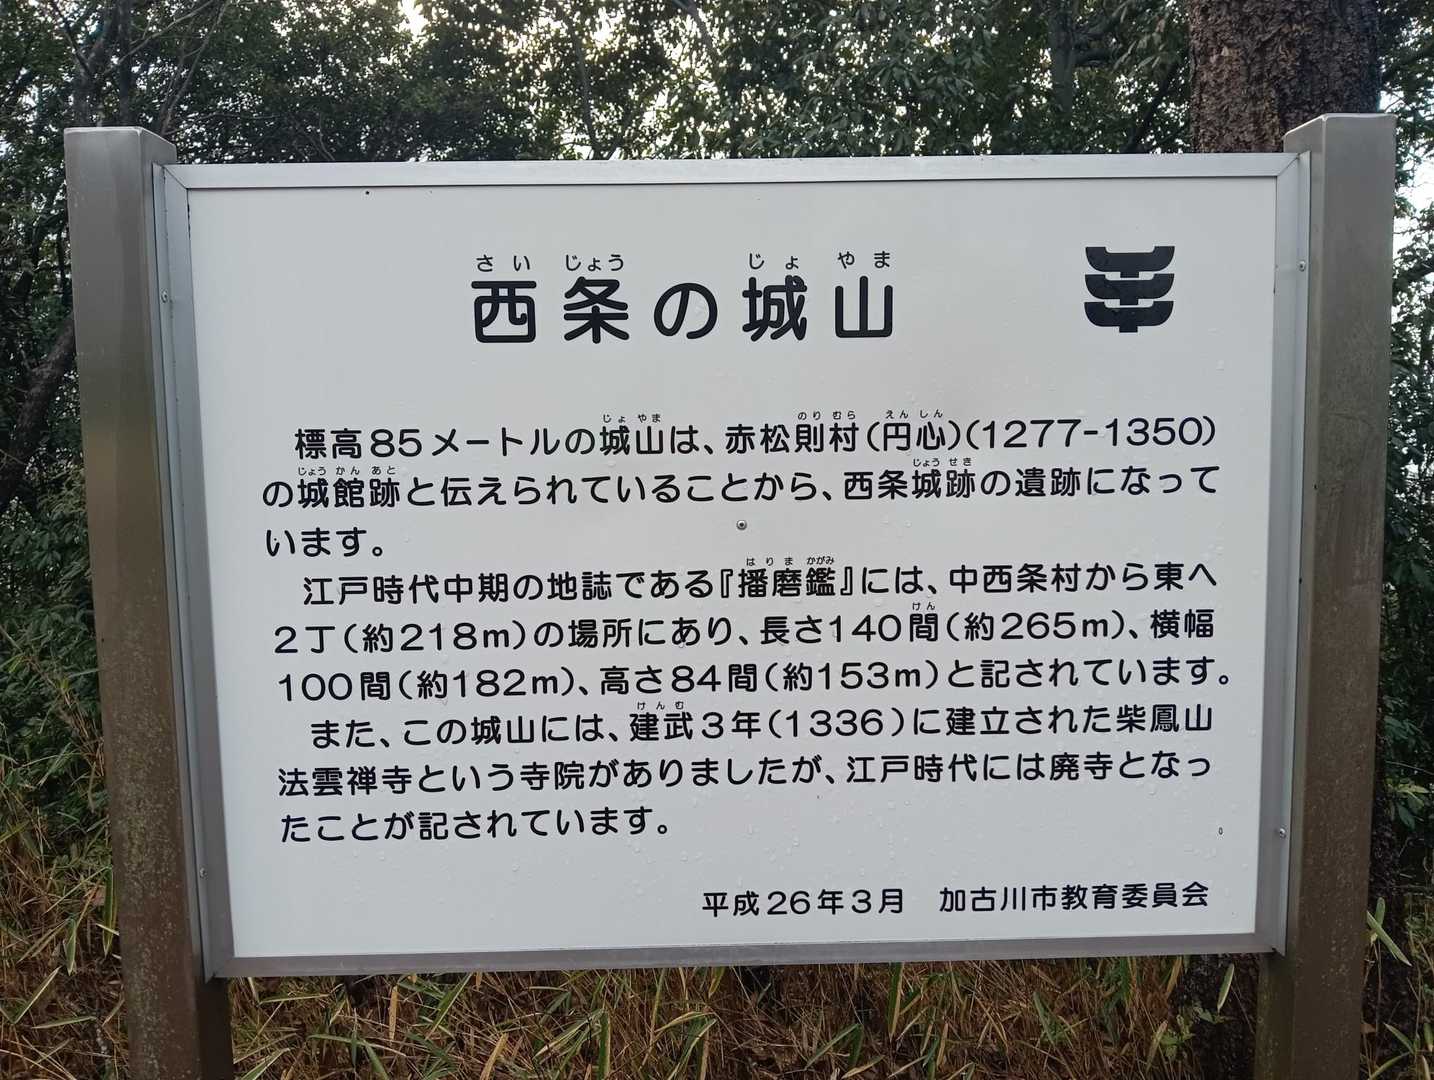 さいじょう じょやま
西条の城山
じょやま のりむら えんしん
標高85メートルの城山は、赤松則村(円心)(1277-1350)
じょうかんあと じょうせき
の城館跡と伝えられていることから、西条城跡の遺跡になって
います。
はりまかがみ
江戸時代中期の地誌である『播磨鑑』には、中西条村から東へ
けん
2丁(約218m)の場所にあり、長さ140間(約265m)、横幅
100間(約182m)、高さ84間(約153m)と記されています。
けんむ
また、この城山には、建武3年(1336)に建立された柴鳳山
法雲禅寺という寺院がありましたが、江戸時代には廃寺となっ
たことが記されています。
平成26年3月 加古川市教育委員会